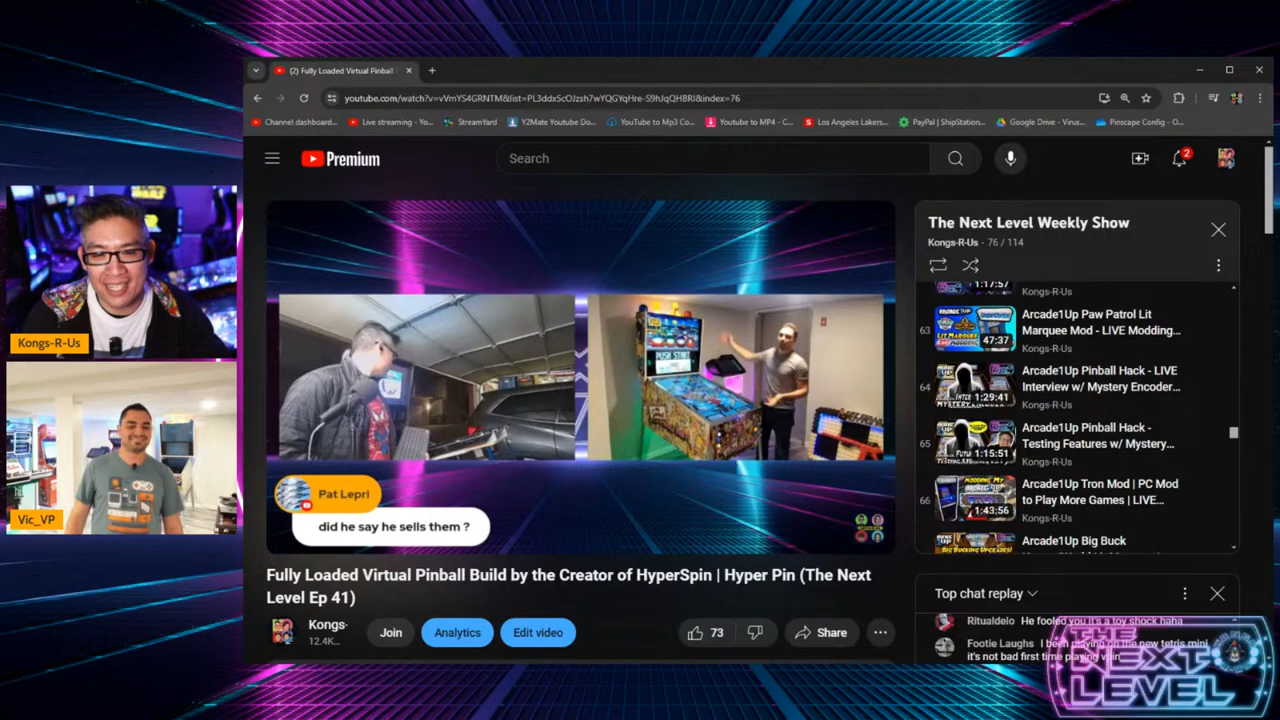 (2) Fully Loaded Virtual Pinball
youtube.com/watch?v=vVmYS4GRNTM&list=PL3ddx5cOJzsh7wYQGYqHre-S9hJqQHBRl&index=76
Channel dashboard...
Live streaming - Yo...
StreamYard
Y2Mate Youtube Do...
YouTube to Mp3 Co...
Youtube to MP4 - C...
Los Angeles Lakers...
PayPal | ShipStation...
Google Drive - Virus...
Pinscape Config - O...
Premium
Search
2
Kongs-R-Us
Vic_VP
PUSH START
Pat Lepri
did he say he sells them ?
Fully Loaded Virtual Pinball Build by the Creator of HyperSpin | Hyper Pin (The Next
Level Ep 41)
Kongs-
12.4K...
Join
Analytics
Edit video
73
Share
The Next Level Weekly Show
Kongs-R-Us - 76 / 114
1:17:57
Kongs-R-Us
63
47:37
Arcade1Up Paw Patrol Lit
Marquee Mod - LIVE Modding...
Kongs-R-Us
64
1:29:41
Arcade1Up Pinball Hack - LIVE
Interview w/ Mystery Encoder...
Kongs-R-Us
65
1:15:51
Arcade1Up Pinball Hack -
Testing Features w/ Mystery...
Kongs-R-Us
66
1:43:56
Arcade1Up Tron Mod | PC Mod
to Play More Games | LIVE...
Kongs-R-Us
Arcade1Up Big Buck
Top chat replay
Ritualdelo He fooled you it's a toy shock haha
Footie Laughs I been playing on the new tetris mini
it's not bad first time playing vpin
THE
NEXT
LEVEL